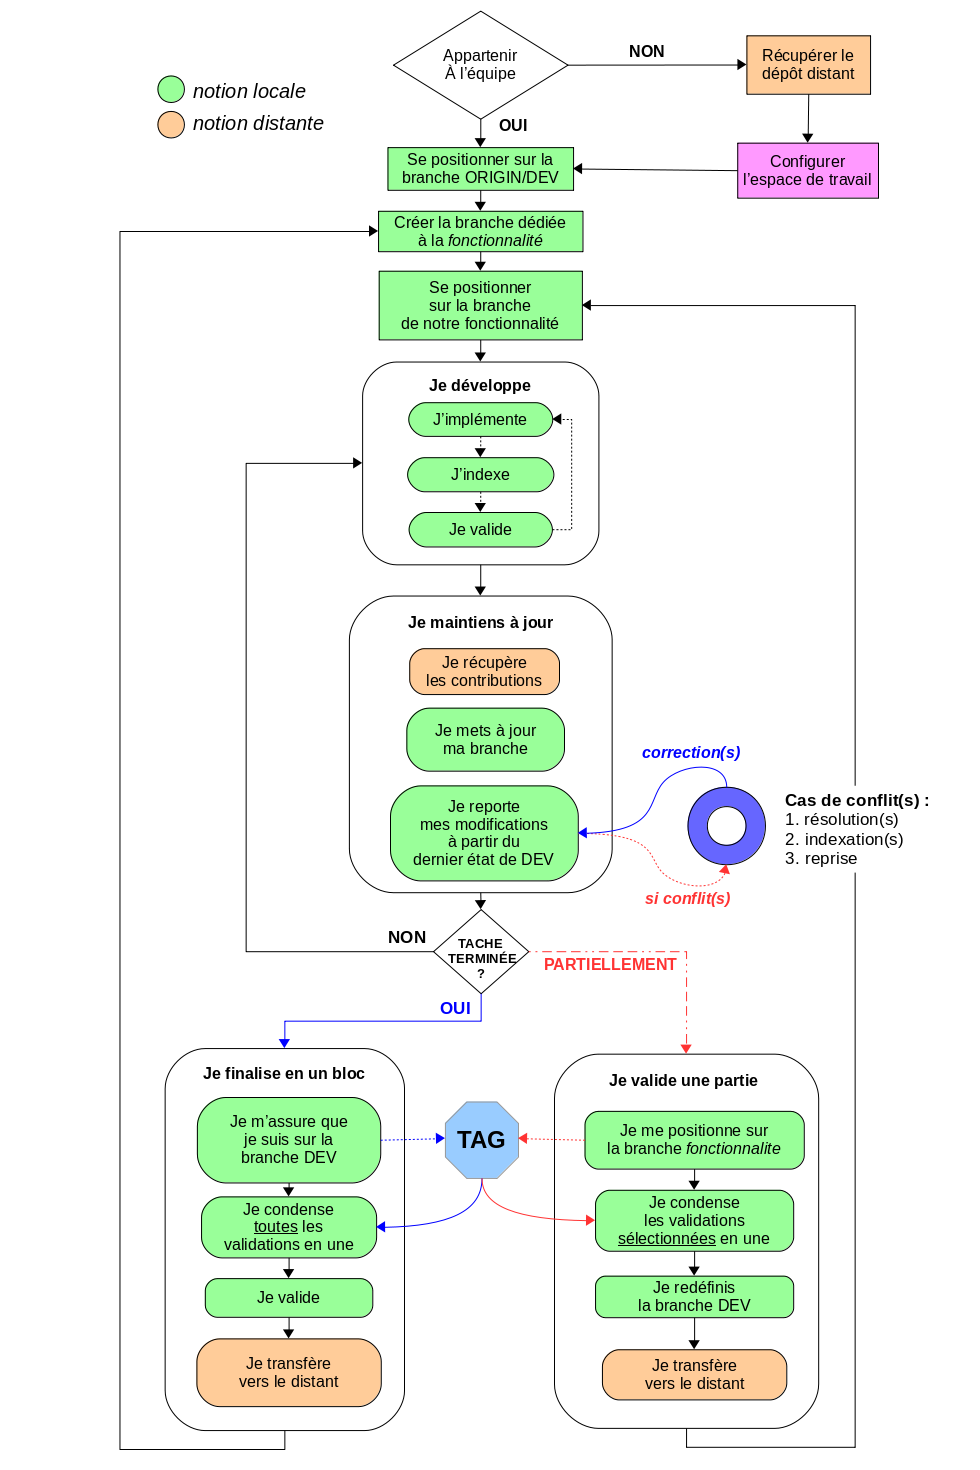 Appartenir
À l'équipe
NON
Récupérer le
dépôt distant
notion locale
notion distante
OUI
Se positionner sur la
branche ORIGIN/DEV
Configurer
l'espace de travail
Créer la branche dédiée
à la fonctionnalité
Se positionner
sur la branche
de notre fonctionnalité
Je développe
J'implémente
J'indexe
Je valide
Je maintiens à jour
Je récupère
les contributions
Je mets à jour
ma branche
Je reporte
mes modifications
à partir du
dernier état de DEV
correction(s)
si conflit(s)
Cas de conflit(s) :
1. résolution(s)
2. indexation(s)
3. reprise
NON
TACHE
TERMINÉE
?
PARTIELLEMENT
OUI
Je finalise en un bloc
Je m'assure que
je suis sur la
branche DEV
Je condense
toutes les
validations en une
Je valide
Je transfère
vers le distant
TAG
Je valide une partie
Je me positionne sur
la branche fonctionnalite
Je condense
les validations
sélectionnées en une
Je redéfinis
la branche DEV
Je transfère
vers le distant